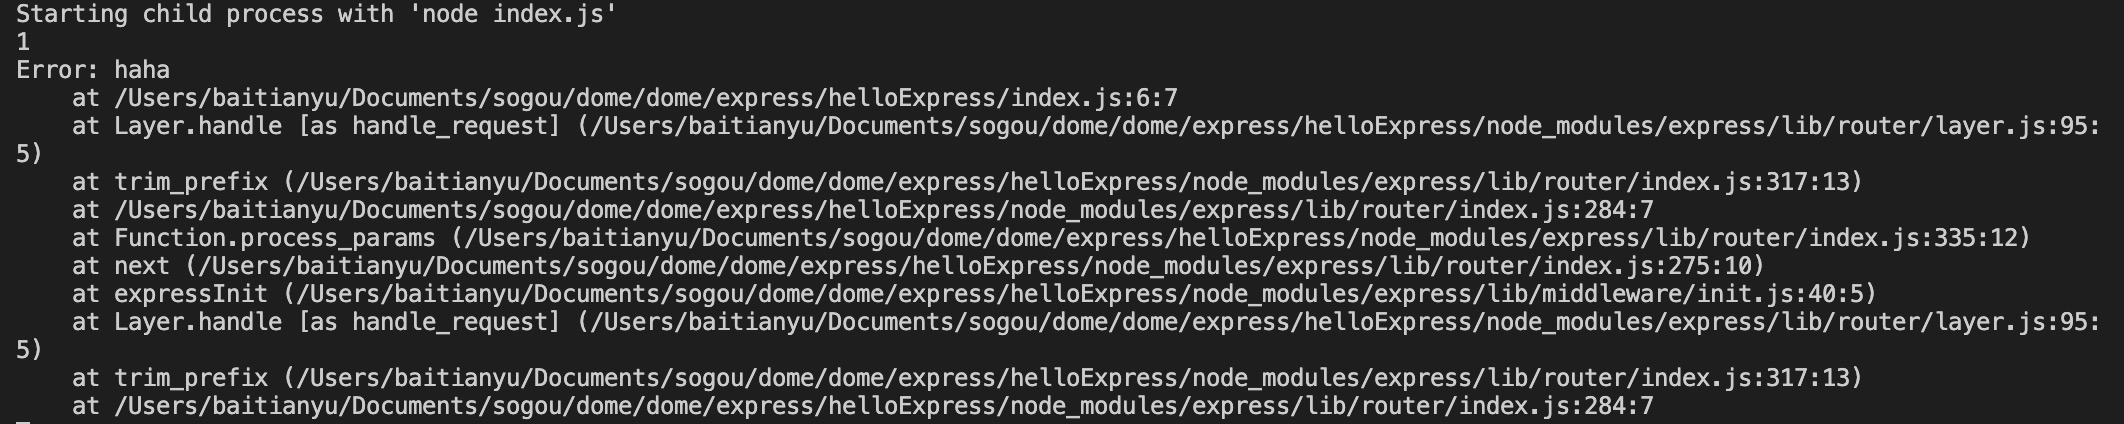 Starting child process with 'node index.js'
1
Error: haha
    at /Users/baitianyu/Documents/sogou/dome/dome/express/helloExpress/index.js:6:7
    at Layer.handle [as handle_request] (/Users/baitianyu/Documents/sogou/dome/dome/express/helloExpress/node_modules/express/lib/router/layer.js:95:
5)
    at trim_prefix (/Users/baitianyu/Documents/sogou/dome/dome/express/helloExpress/node_modules/express/lib/router/index.js:317:13)
    at /Users/baitianyu/Documents/sogou/dome/dome/express/helloExpress/node_modules/express/lib/router/index.js:284:7
    at Function.process_params (/Users/baitianyu/Documents/sogou/dome/dome/express/helloExpress/node_modules/express/lib/router/index.js:335:12)
    at next (/Users/baitianyu/Documents/sogou/dome/dome/express/helloExpress/node_modules/express/lib/router/index.js:275:10)
    at expressInit (/Users/baitianyu/Documents/sogou/dome/dome/express/helloExpress/node_modules/express/lib/middleware/init.js:40:5)
    at Layer.handle [as handle_request] (/Users/baitianyu/Documents/sogou/dome/dome/express/helloExpress/node_modules/express/lib/router/layer.js:95:
5)
    at trim_prefix (/Users/baitianyu/Documents/sogou/dome/dome/express/helloExpress/node_modules/express/lib/router/index.js:317:13)
    at /Users/baitianyu/Documents/sogou/dome/dome/express/helloExpress/node_modules/express/lib/router/index.js:284:7